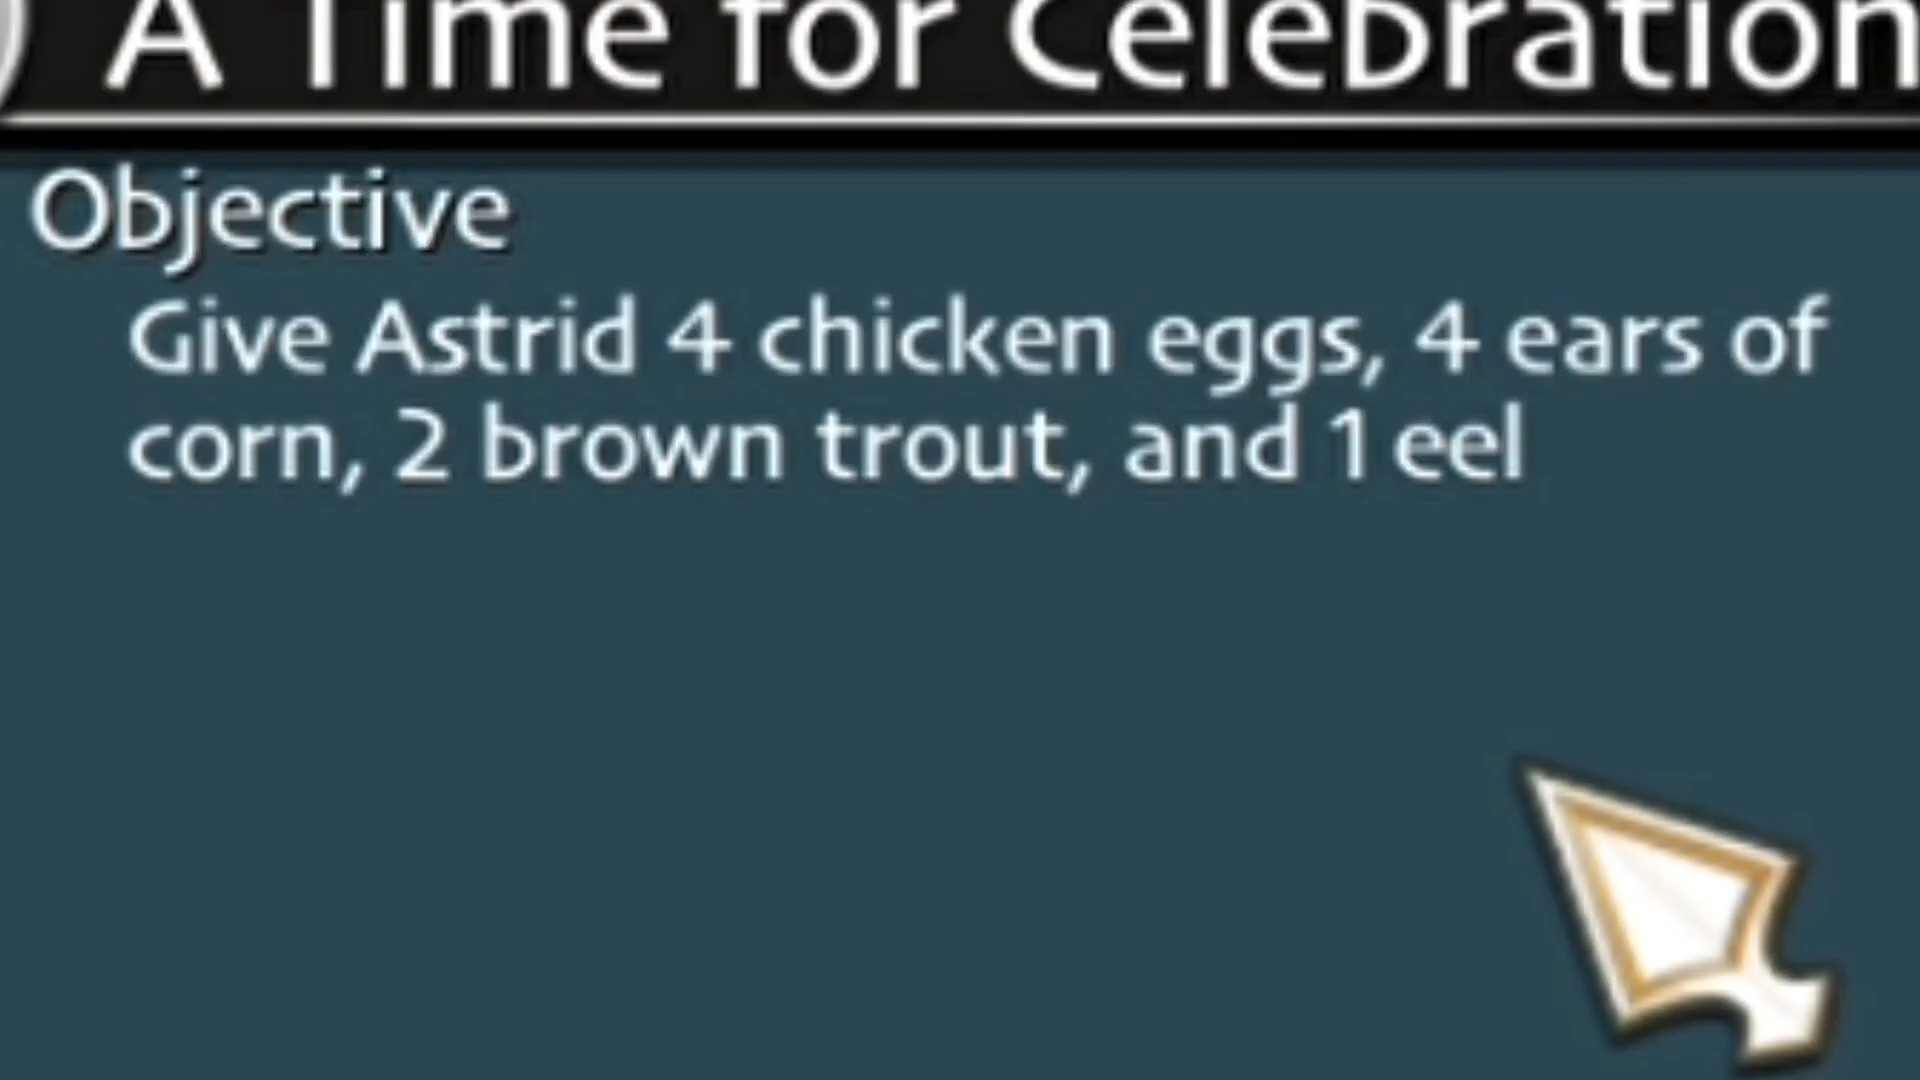 A Time for Celebration
Objective
Give Astrid 4 chicken eggs, 4 ears of
corn, 2 brown trout, and 1 eel